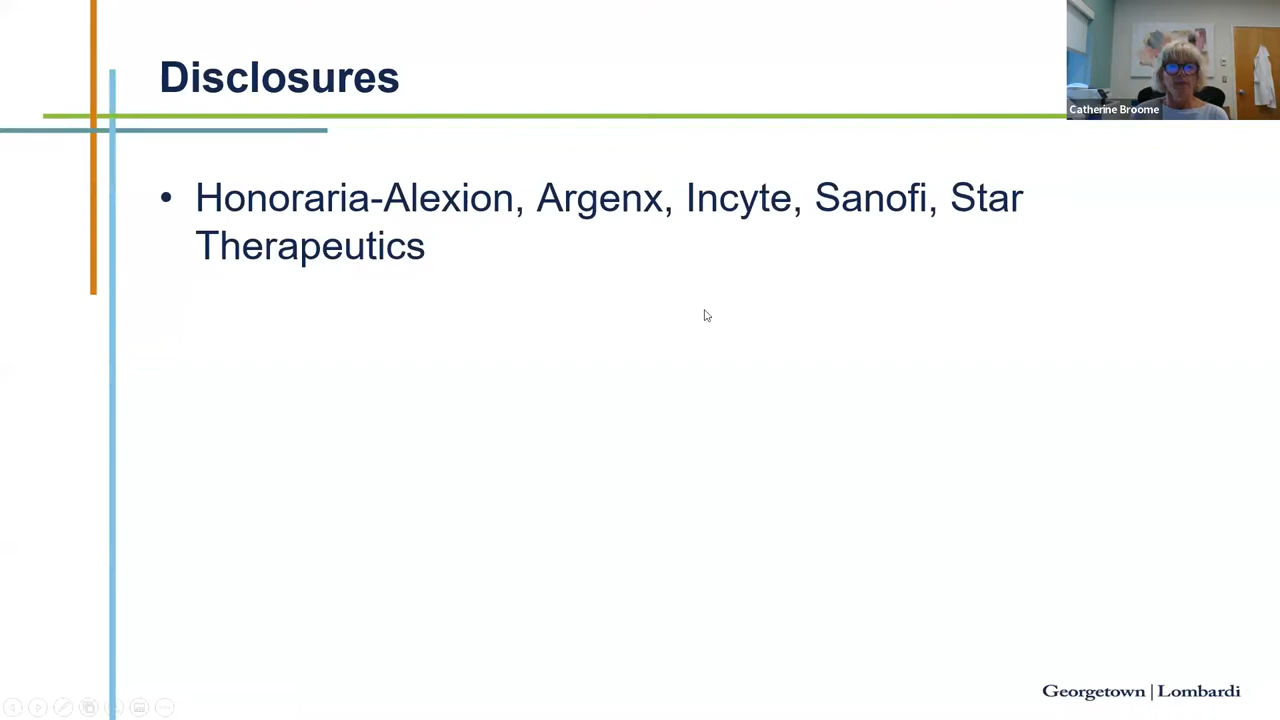 Disclosures
Catherine Broome
• Honoraria-Alexion, Argenx, Incyte, Sanofi, Star
Therapeutics
Georgetown | Lombardi